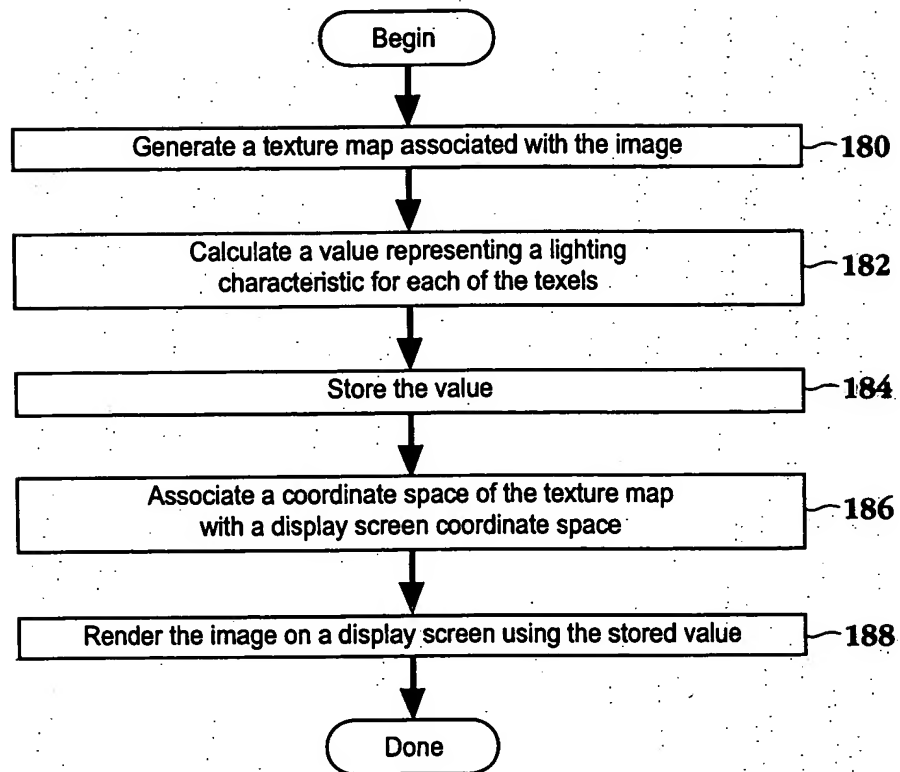 Begin
Generate a texture map associated with the image
180
Calculate a value representing a lighting
characteristic for each of the texels
182
Store the value
184
Associate a coordinate space of the texture map
with a display screen coordinate space
186
Render the image on a display screen using the stored value
188
Done